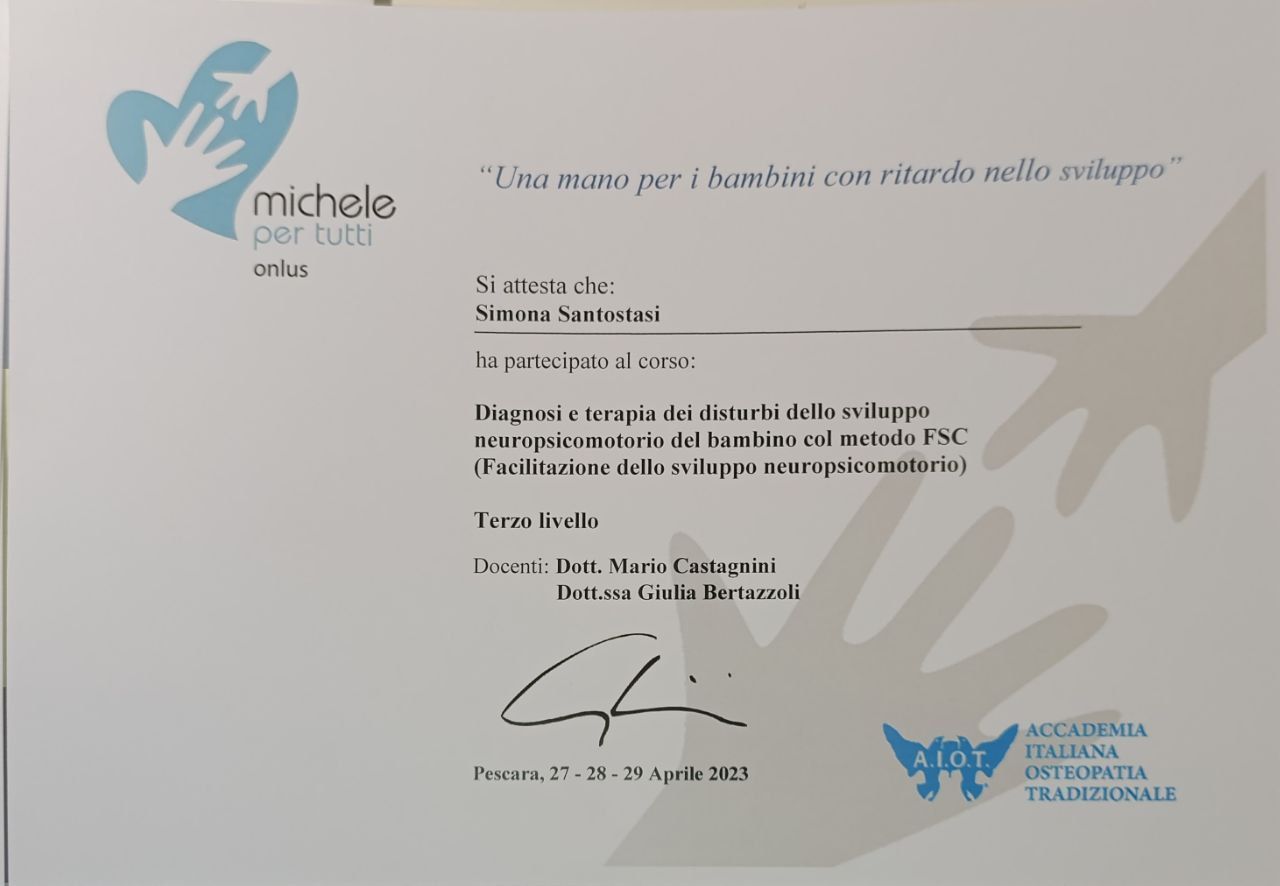 michele
per tutti
onlus
“Una mano per i bambini con ritardo nello sviluppo”
Si attesta che:
Simona Santostasi
ha partecipato al corso:
Diagnosi e terapia dei disturbi dello sviluppo
neuropsicomotorio del bambino col metodo FSC
(Facilitazione dello sviluppo neuropsicomotorio)
Terzo livello
Docenti: Dott. Mario Castagnini
Dott.ssa Giulia Bertazzoli
Pescara, 27 - 28 - 29 Aprile 2023
A.I.O.T.
ACCADEMIA
ITALIANA
OSTEOPATIA
TRADIZIONALE